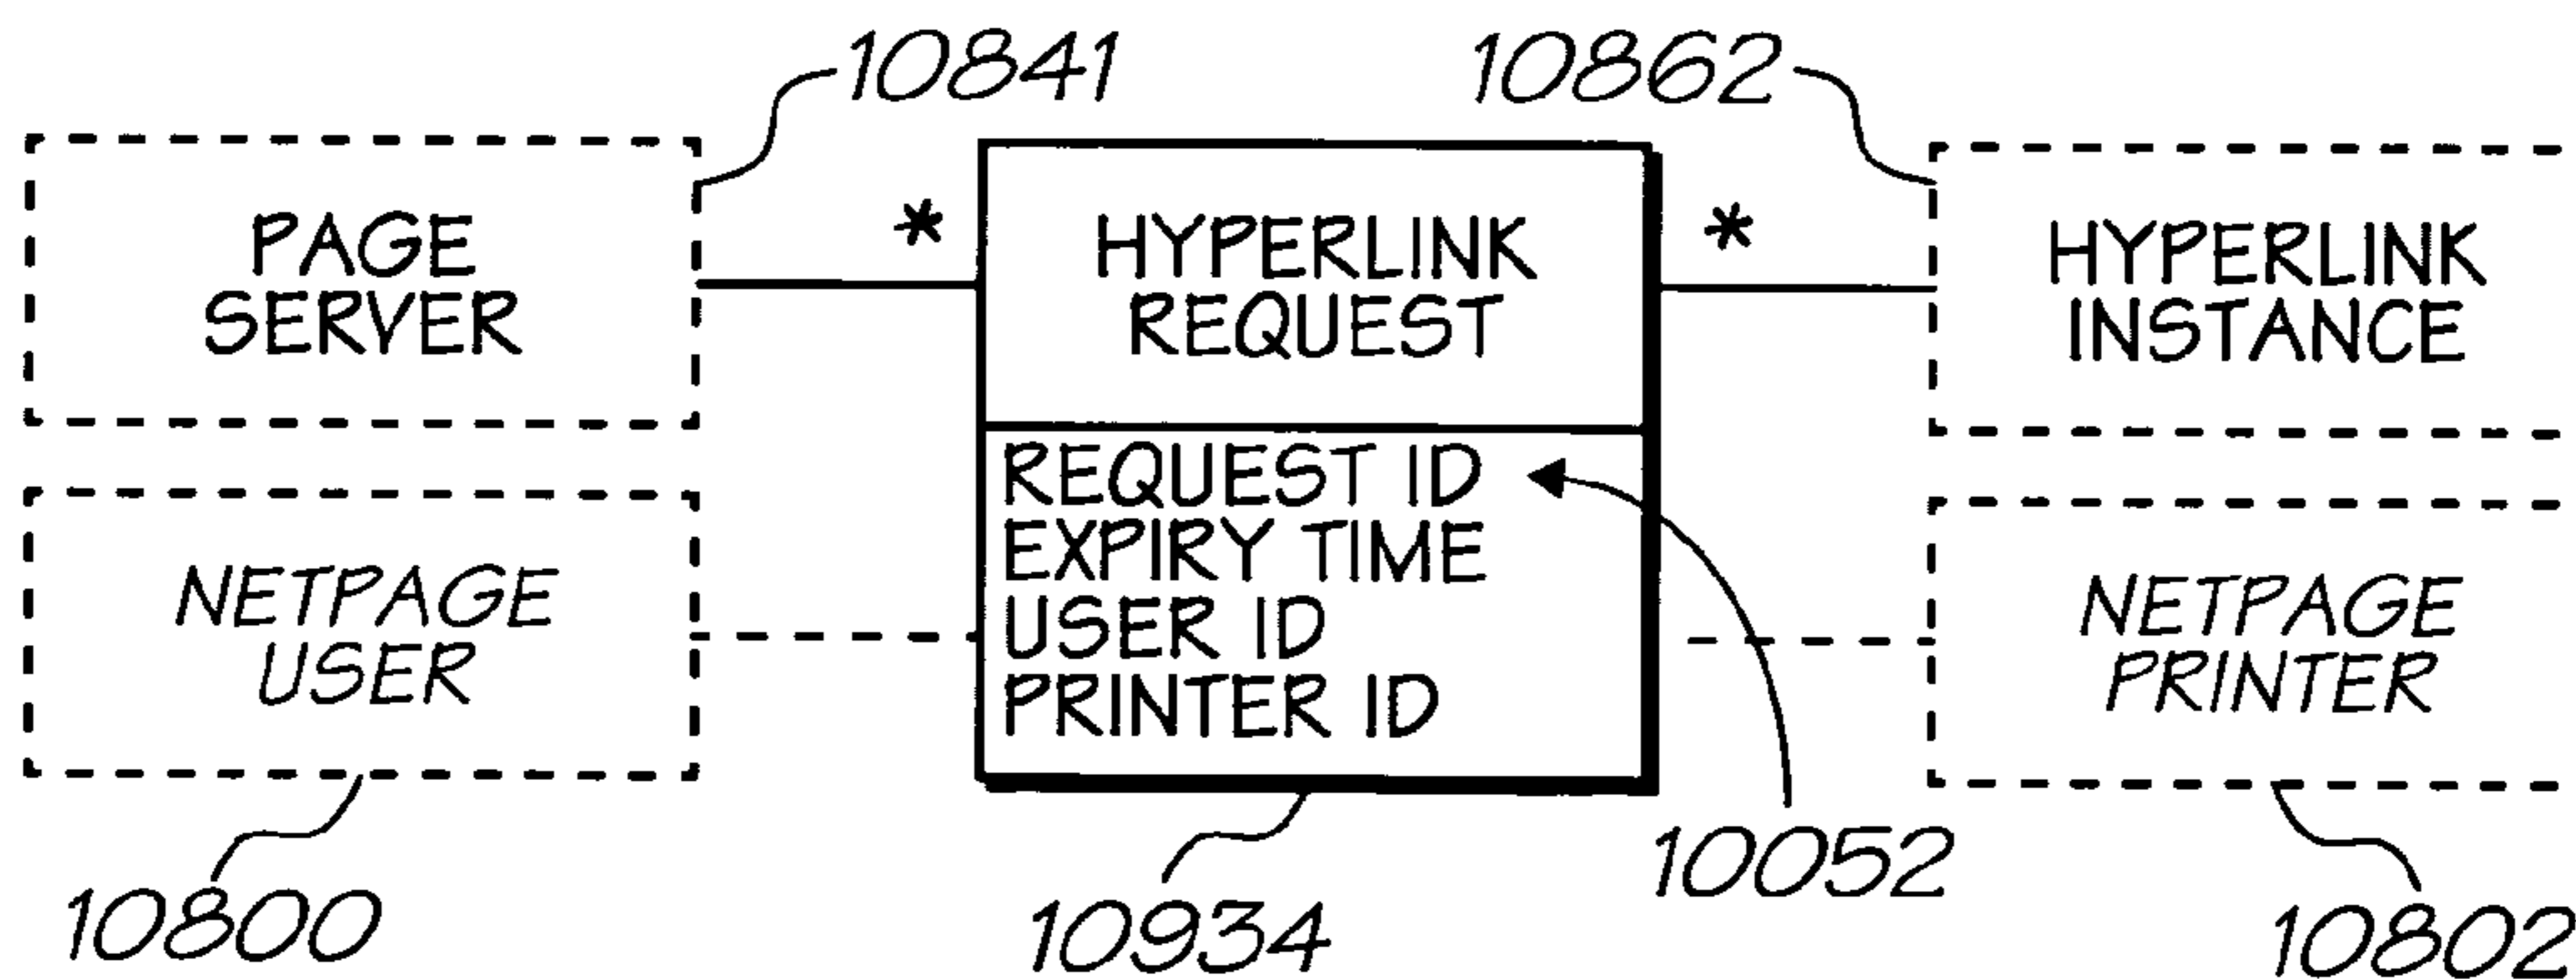 10841
10862
PAGE
SERVER
*
HYPERLINK
REQUEST
*
HYPERLINK
INSTANCE
REQUEST ID
EXPIRY TIME
USER ID
PRINTER ID
NETPAGE
USER
NETPAGE
PRINTER
10800
10934
10052
10802